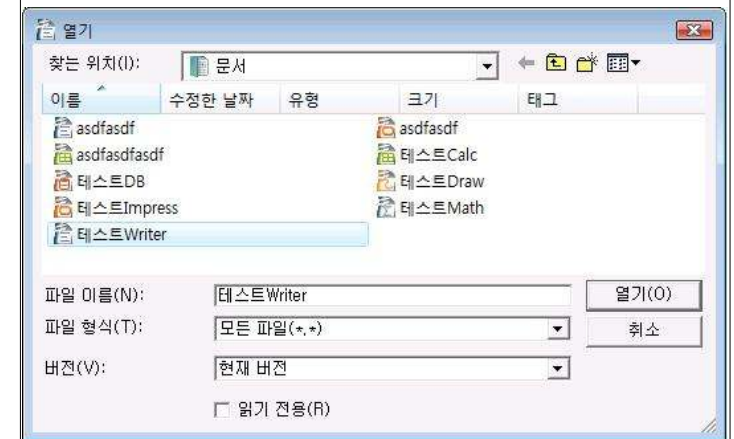 열기
찾는 위치(I): 문서
이름 수정한 날짜 유형 크기 태그
asdfasdf asdfasdf
asdfasdfasdf 테스트Calc
테스트DB 테스트Draw
테스트Impress 테스트Math
테스트Writer
파일 이름(N): 테스트Writer 열기(O)
파일 형식(T): 모든 파일(*.*) 취소
버전(V): 현재 버전
읽기 전용(R)